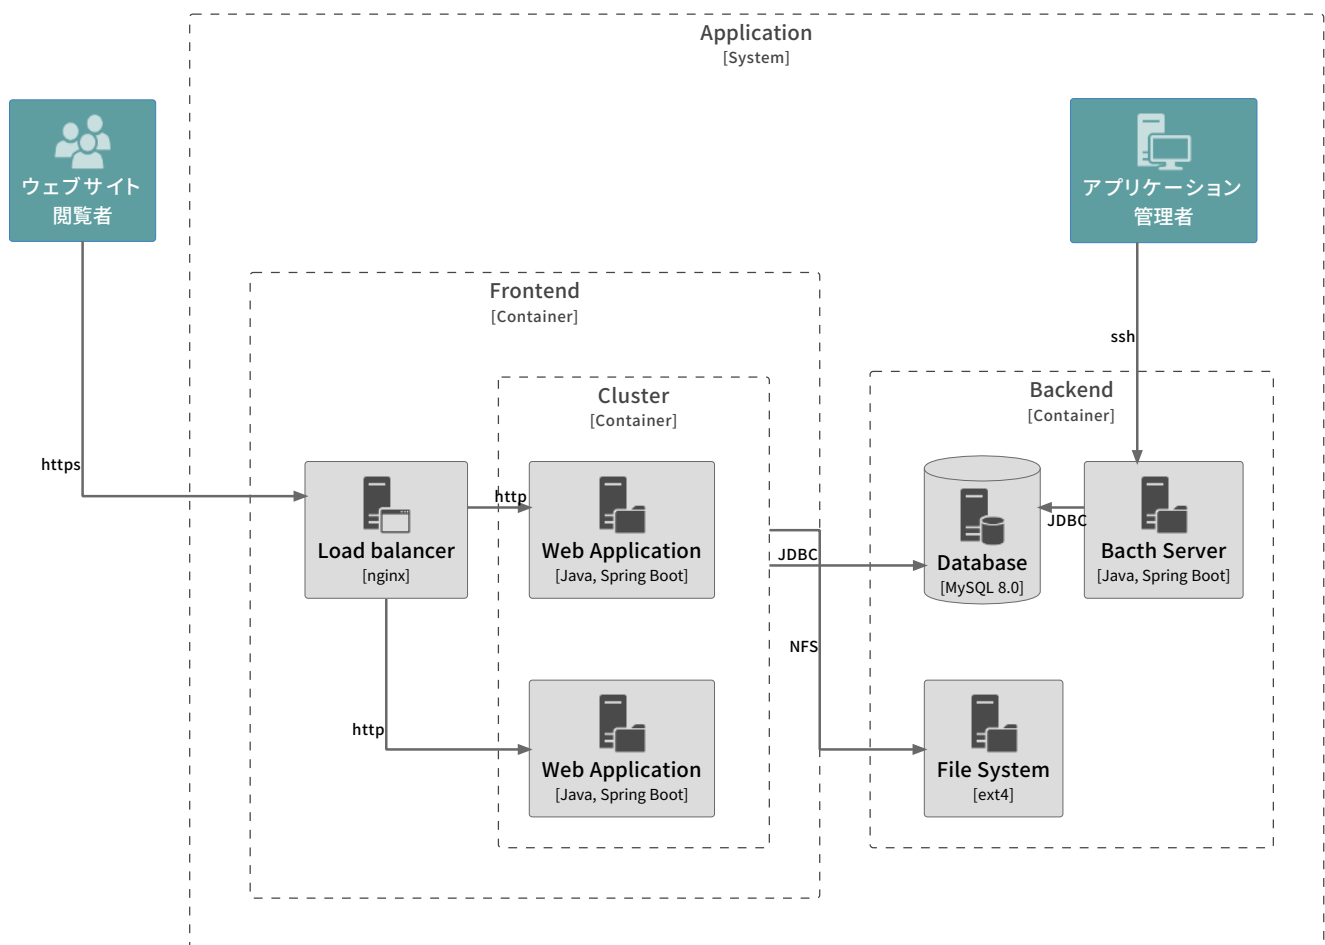 Application
[System]
ウェブサイト
閲覧者
アプリケーション
管理者
Frontend
[Container]
ssh
Cluster
[Container]
Backend
[Container]
https
http
Load balancer
[nginx]
Web Application
[Java, Spring Boot]
JDBC
Database
[MySQL 8.0]
JDBC
Bacth Server
[Java, Spring Boot]
NFS
http
Web Application
[Java, Spring Boot]
File System
[ext4]